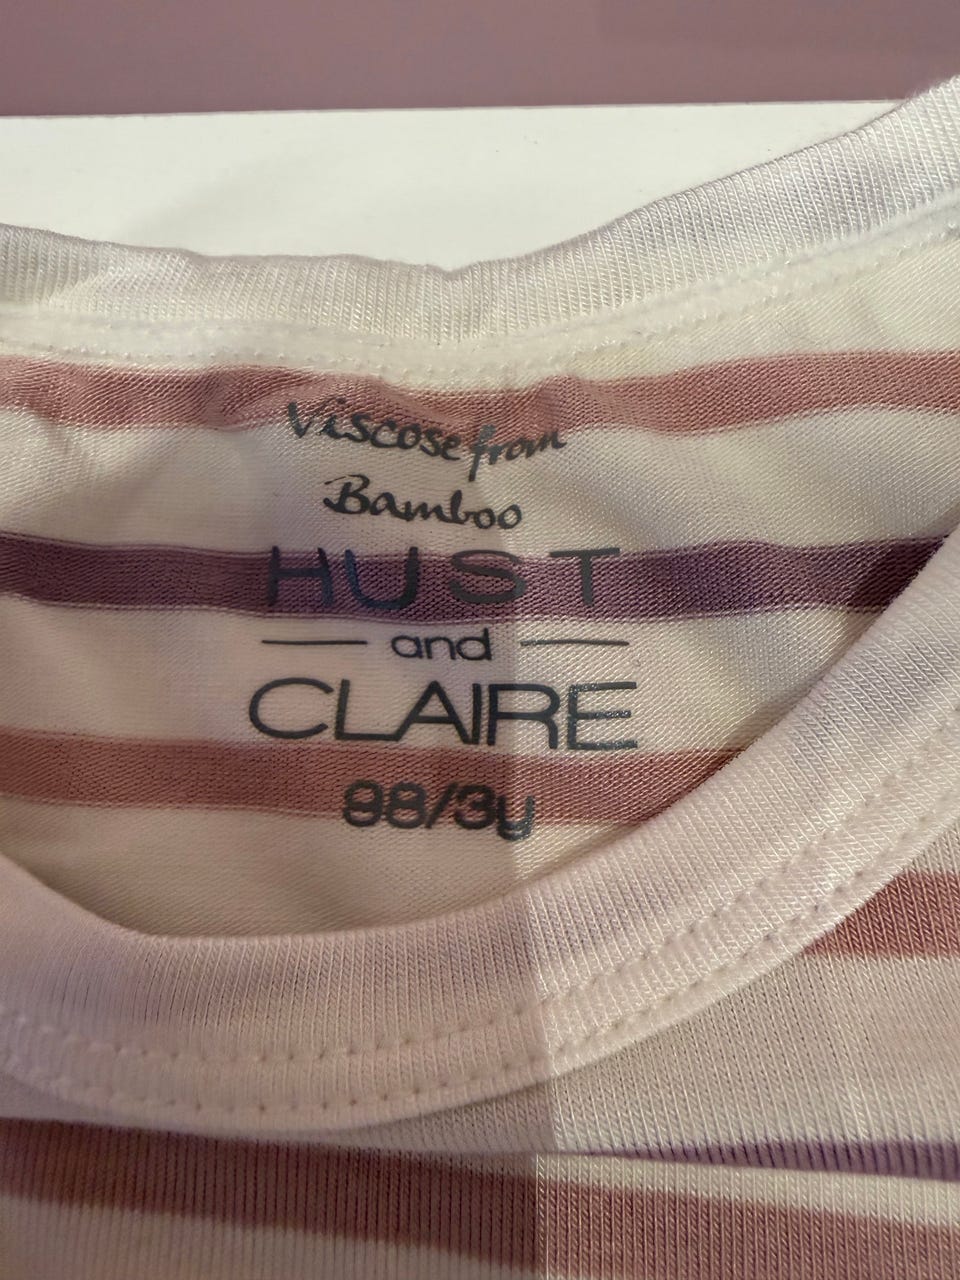 Viscose from
Bamboo
HUST
and
CLAIRE
98/3y